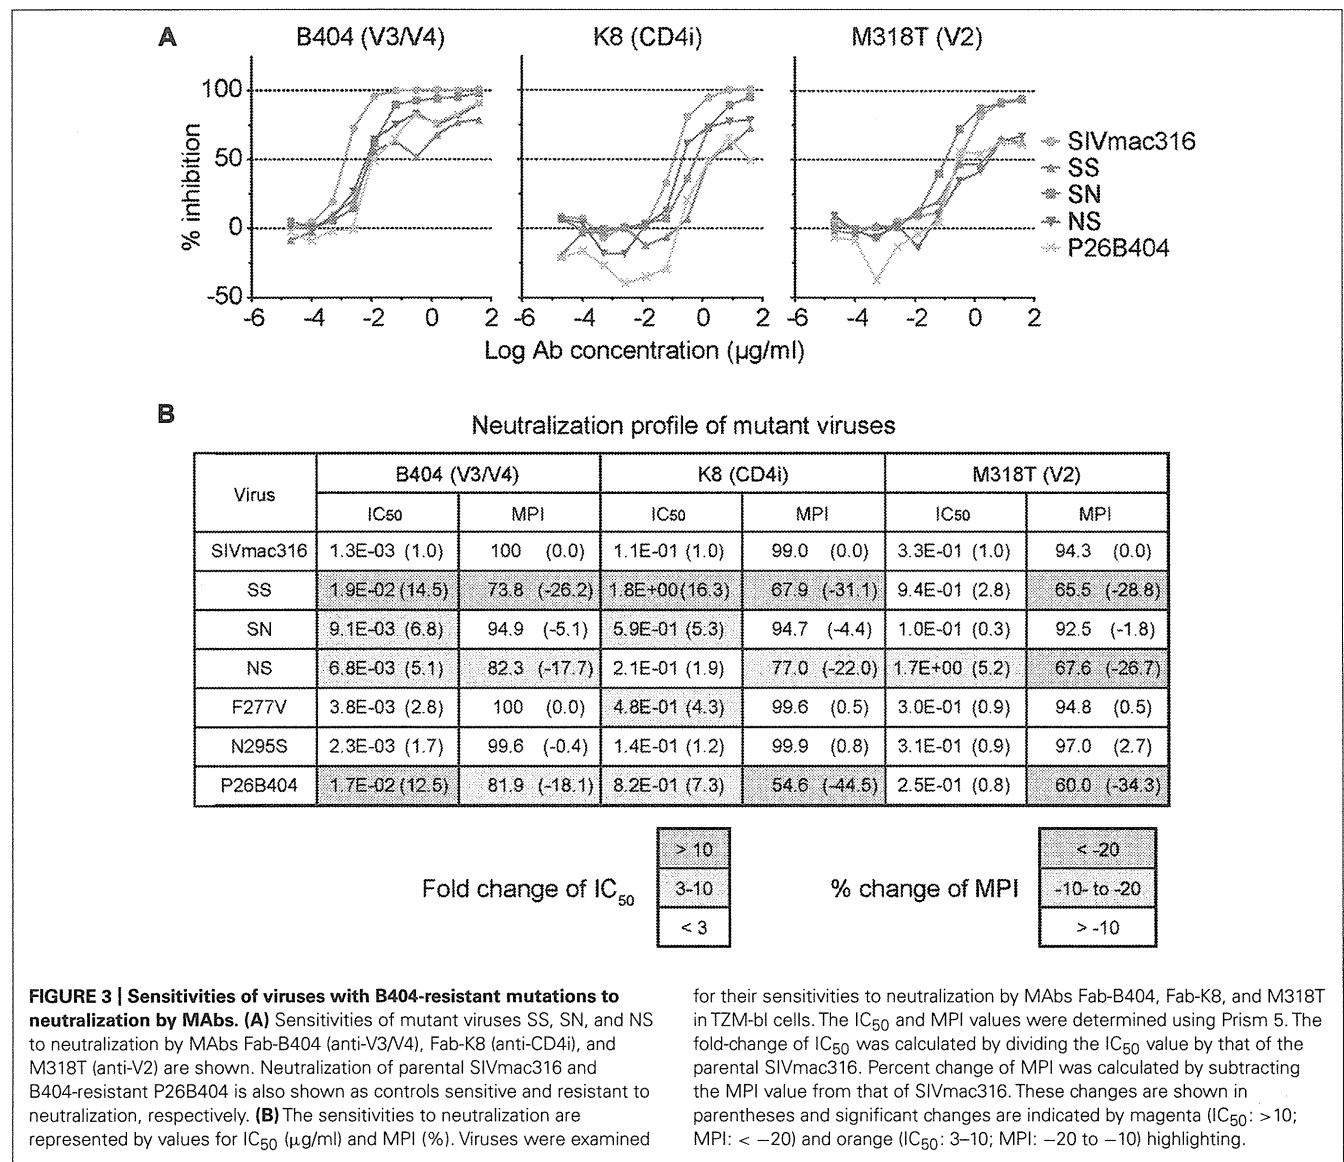 A
B404 (V3/V4)
K8 (CD4i)
M318T (V2)
% inhibition
100
50
0
-50
-6 -4 -2 0 2
-6 -4 -2 0 2
-6 -4 -2 0 2
Log Ab concentration (µg/ml)
SIVmac316
SS
SN
NS
P26B404
B
Neutralization profile of mutant viruses
Virus B404 (V3/V4) K8 (CD4i) M318T (V2)
IC50 MPI IC50 MPI IC50 MPI
SIVmac316 1.3E-03 (1.0) 100 (0.0) 1.1E-01 (1.0) 99.0 (0.0) 3.3E-01 (1.0) 94.3 (0.0)
SS 1.9E-02 (14.5) 73.8 (-26.2) 1.8E+00 (16.3) 67.9 (-31.1) 9.4E-01 (2.8) 65.5 (-28.8)
SN 9.1E-03 (6.8) 94.9 (-5.1) 5.9E-01 (5.3) 94.7 (-4.4) 1.0E-01 (0.3) 92.5 (-1.8)
NS 6.8E-03 (5.1) 82.3 (-17.7) 2.1E-01 (1.9) 77.0 (-22.0) 1.7E+00 (5.2) 67.6 (-26.7)
F277V 3.8E-03 (2.8) 100 (0.0) 4.8E-01 (4.3) 99.6 (0.5) 3.0E-01 (0.9) 94.8 (0.5)
N295S 2.3E-03 (1.7) 99.6 (-0.4) 1.4E-01 (1.2) 99.9 (0.8) 3.1E-01 (0.9) 97.0 (2.7)
P26B404 1.7E-02 (12.5) 81.9 (-18.1) 8.2E-01 (7.3) 54.6 (-44.5) 2.5E-01 (0.8) 60.0 (-34.3)
Fold change of IC50
> 10
3-10
< 3
% change of MPI
< -20
-10- to -20
> -10
FIGURE 3 | Sensitivities of viruses with B404-resistant mutations to
neutralization by MAbs. (A) Sensitivities of mutant viruses SS, SN, and NS
to neutralization by MAbs Fab-B404 (anti-V3/V4), Fab-K8 (anti-CD4i), and
M318T (anti-V2) are shown. Neutralization of parental SIVmac316 and
B404-resistant P26B404 is also shown as controls sensitive and resistant to
neutralization, respectively. (B) The sensitivities to neutralization are
represented by values for IC50 (µg/ml) and MPI (%). Viruses were examined
for their sensitivities to neutralization by MAbs Fab-B404, Fab-K8, and M318T
in TZM-bl cells. The IC50 and MPI values were determined using Prism 5. The
fold-change of IC50 was calculated by dividing the IC50 value by that of the
parental SIVmac316. Percent change of MPI was calculated by subtracting
the MPI value from that of SIVmac316. These changes are shown in
parentheses and significant changes are indicated by magenta (IC50: >10;
MPI: < −20) and orange (IC50: 3–10; MPI: −20 to −10) highlighting.